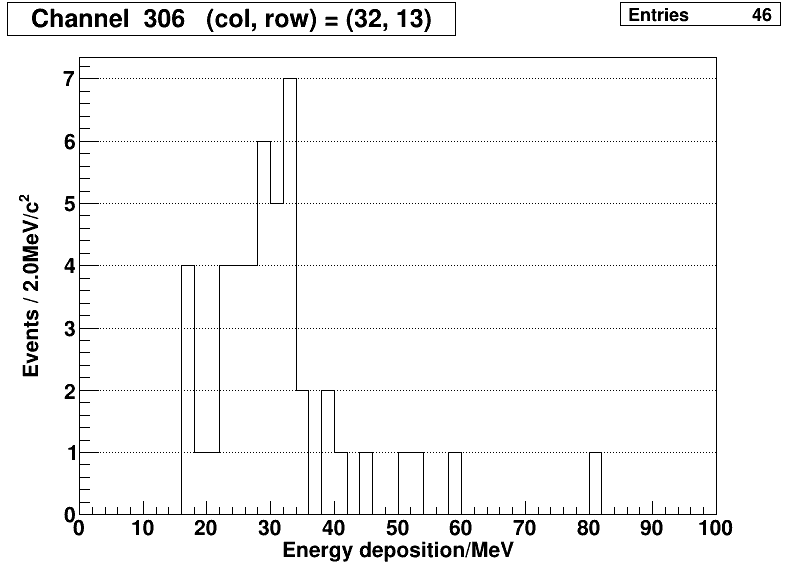 Channel  306   (col, row) = (32, 13)
Entries 46
7
6
5
4
3
2
1
0
Events / 2.0MeV/c²
0 10 20 30 40 50 60 70 80 90 100
Energy deposition/MeV